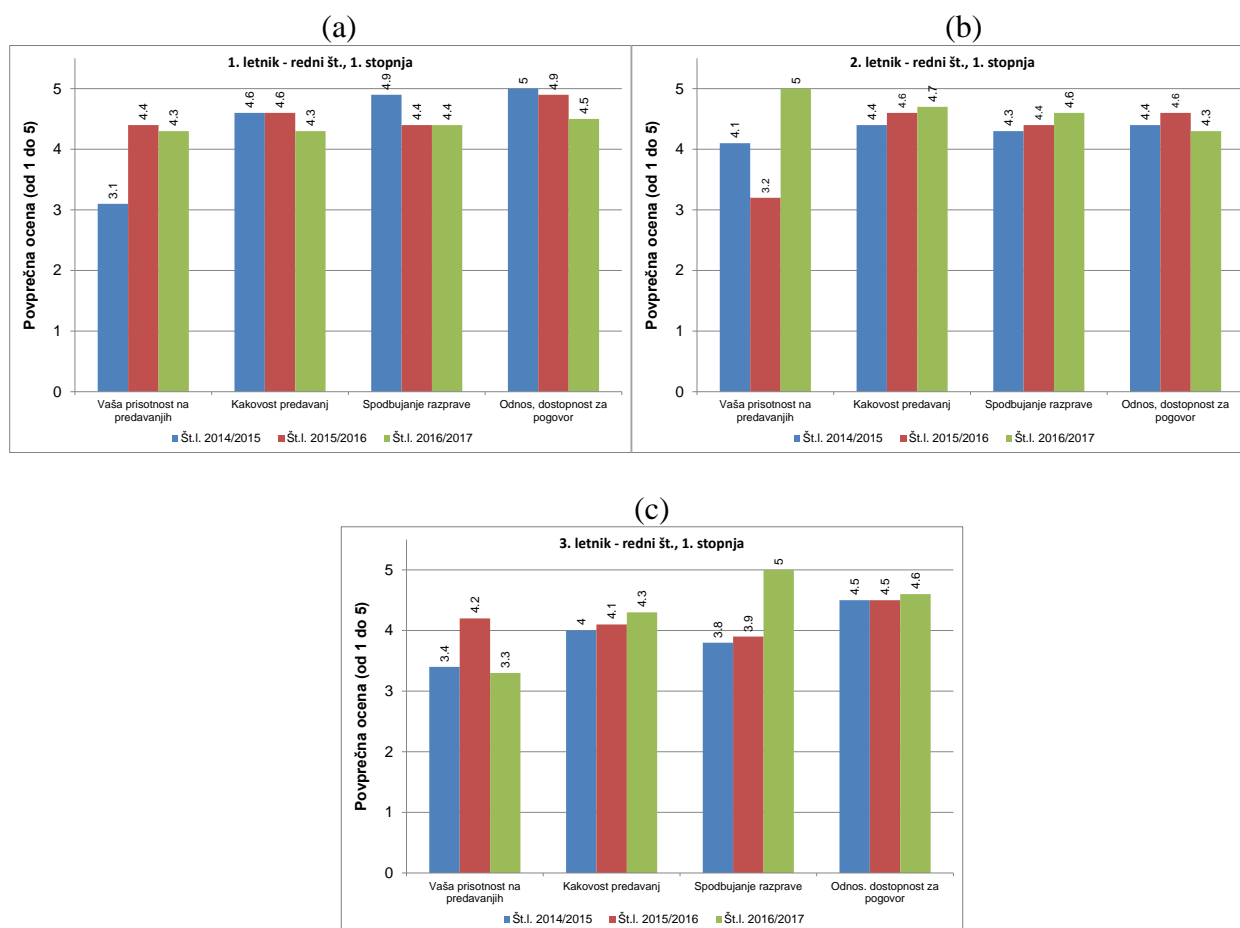 (a)
1. letnik - redni št., 1. stopnja
Povprečna ocena (od 1 do 5)
5
4
3
2
1
0
3.1
4.4
4.3
4.6
4.6
4.3
4.9
4.4
4.4
5
4.9
4.5
Vaša prisotnost na
predavanjih
Kakovost predavanj
Spodbujanje razprave
Odnos, dostopnost za
pogovor
Št.l. 2014/2015 Št.l. 2015/2016 Št.l. 2016/2017
(b)
2. letnik - redni št., 1. stopnja
Povprečna ocena (od 1 do 5)
5
4
3
2
1
0
4.1
3.2
5
4.4
4.6
4.7
4.3
4.4
4.6
4.4
4.6
4.3
Vaša prisotnost na
predavanjih
Kakovost predavanj
Spodbujanje razprave
Odnos, dostopnost za
pogovor
Št.l. 2014/2015 Št.l. 2015/2016 Št.l. 2016/2017
(c)
3. letnik - redni št., 1. stopnja
Povprečna ocena (od 1 do 5)
5
4
3
2
1
0
3.4
4.2
3.3
4
4.1
4.3
3.8
3.9
5
4.5
4.5
4.6
Vaša prisotnost na
predavanjih
Kakovost predavanj
Spodbujanje razprave
Odnos. dostopnost za
pogovor
Št.l. 2014/2015 Št.l. 2015/2016 Št.l. 2016/2017